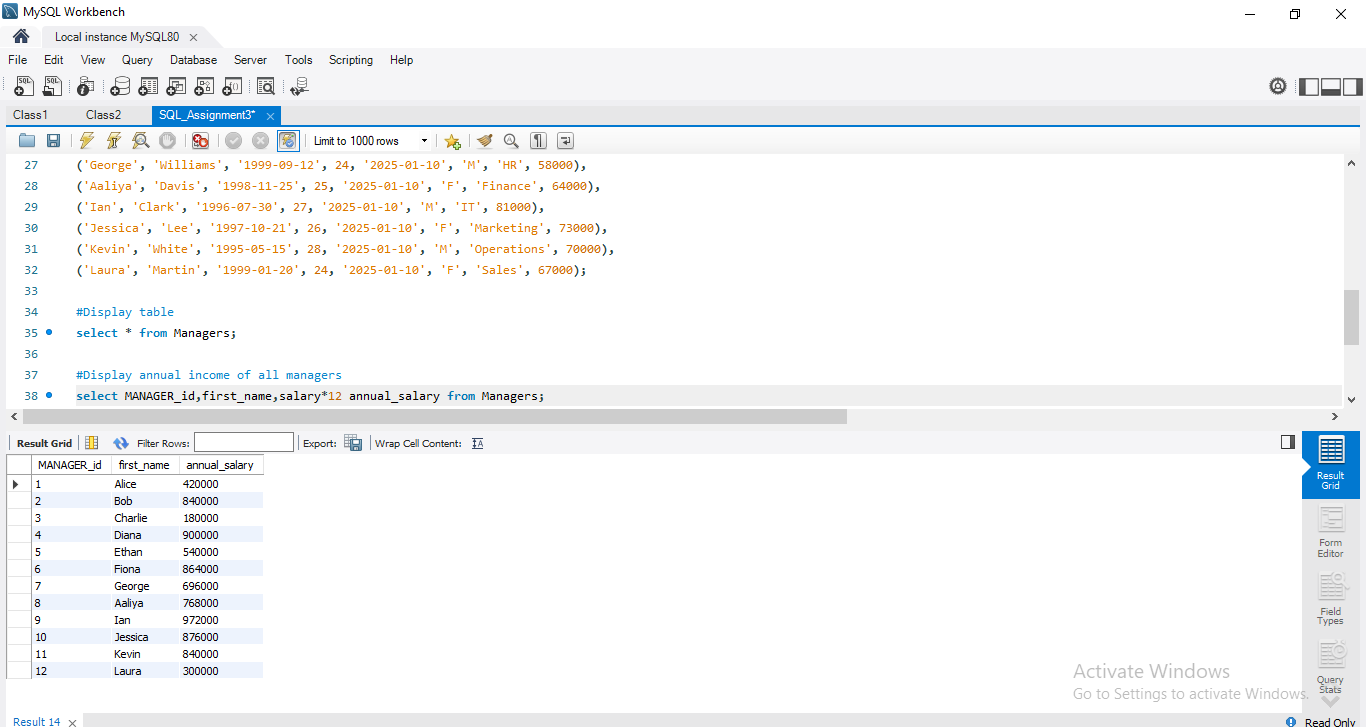 MySQL Workbench
Local instance MySQL80
File Edit View Query Database Server Tools Scripting Help
Class1 Class2 SQL_Assignment3*
Limit to 1000 rows
27 ('George', 'Williams', '1999-09-12', 24, '2025-01-10', 'M', 'HR', 58000),
28 ('Aaliya', 'Davis', '1998-11-25', 25, '2025-01-10', 'F', 'Finance', 64000),
29 ('Ian', 'Clark', '1996-07-30', 27, '2025-01-10', 'M', 'IT', 81000),
30 ('Jessica', 'Lee', '1997-10-21', 26, '2025-01-10', 'F', 'Marketing', 73000),
31 ('Kevin', 'White', '1995-05-15', 28, '2025-01-10', 'M', 'Operations', 70000),
32 ('Laura', 'Martin', '1999-01-20', 24, '2025-01-10', 'F', 'Sales', 67000);
33
34 #Display table
35 select * from Managers;
36
37 #Display annual income of all managers
38 select MANAGER_id,first_name,salary*12 annual_salary from Managers;
Result Grid Filter Rows: Export: Wrap Cell Content:
MANAGER_id first_name annual_salary
1 Alice 420000
2 Bob 840000
3 Charlie 180000
4 Diana 900000
5 Ethan 540000
6 Fiona 864000
7 George 696000
8 Aaliya 768000
9 Ian 972000
10 Jessica 876000
11 Kevin 840000
12 Laura 300000
Result
Grid
Form
Editor
Field
Types
Query
Stats
Activate Windows
Go to Settings to activate Windows.
Result 14 Read Only